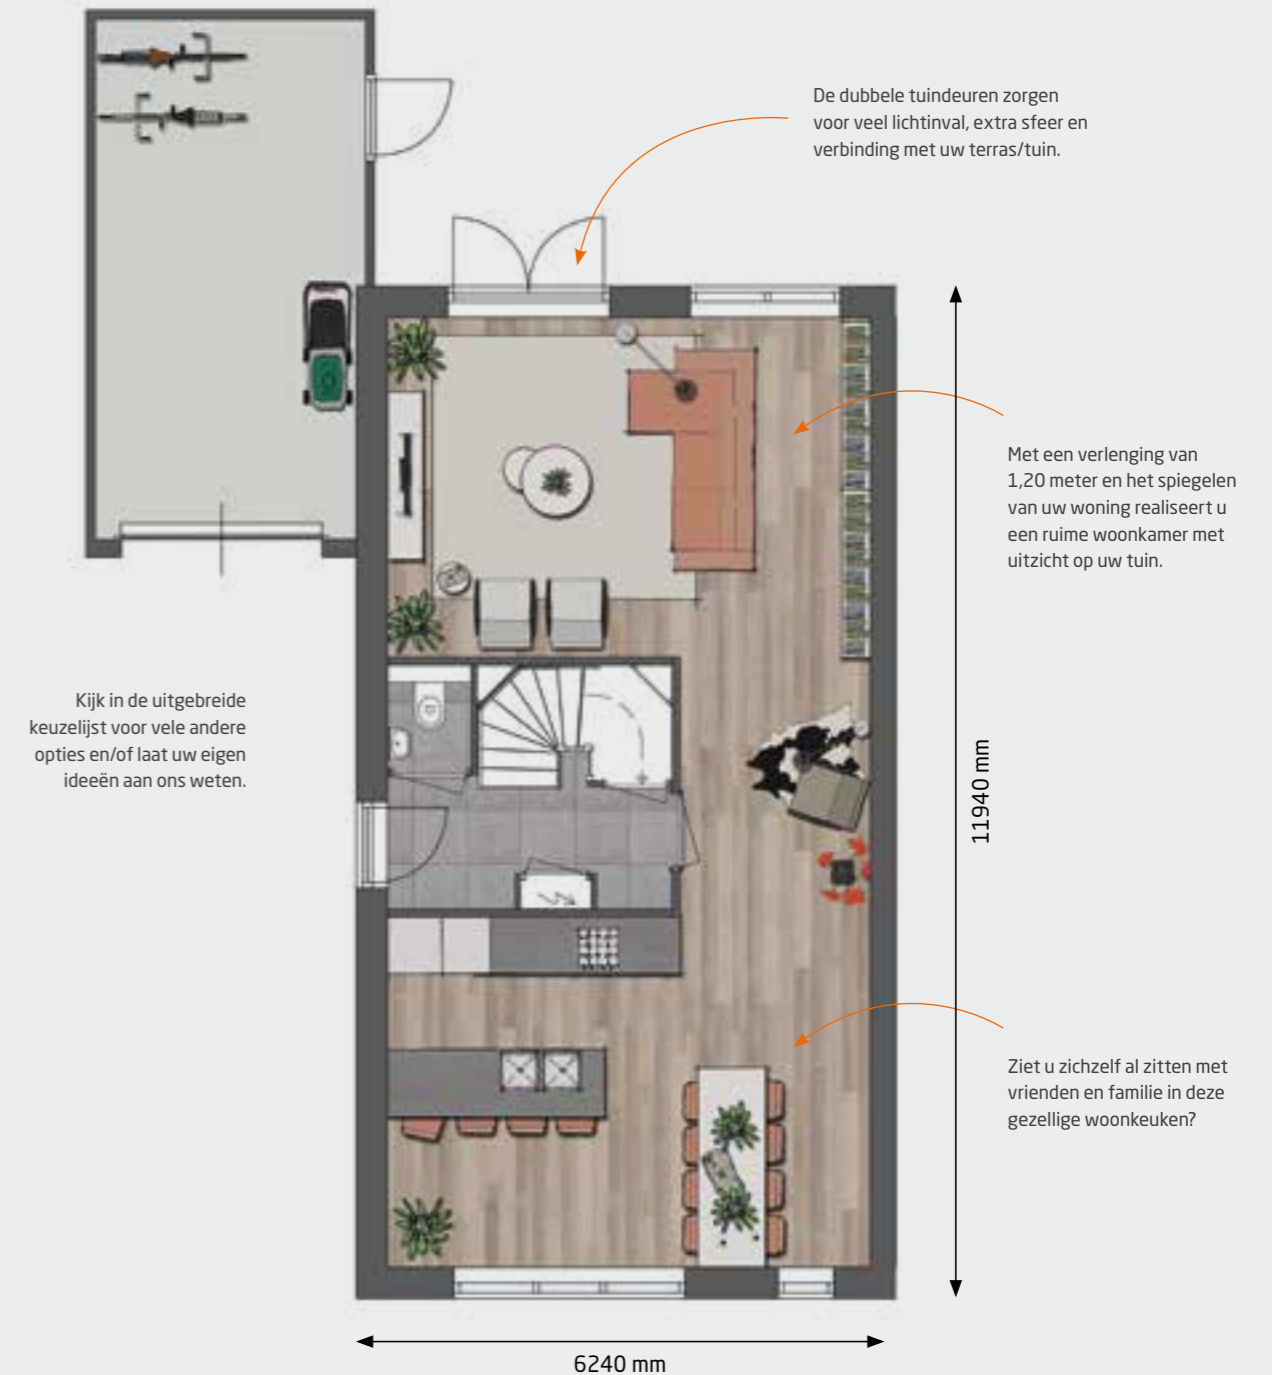 De dubbele tuindeuren zorgen
voor veel lichtinval, extra sfeer en
verbinding met uw terras/tuin.
Met een verlenging van
1,20 meter en het spiegelen
van uw woning realiseert u
een ruime woonkamer met
uitzicht op uw tuin.
Kijk in de uitgebreide
keuzelijst voor vele andere
opties en/of laat uw eigen
ideeën aan ons weten.
11940 mm
Ziet u zichzelf al zitten met
vrienden en familie in deze
gezellige woonkeuken?
6240 mm